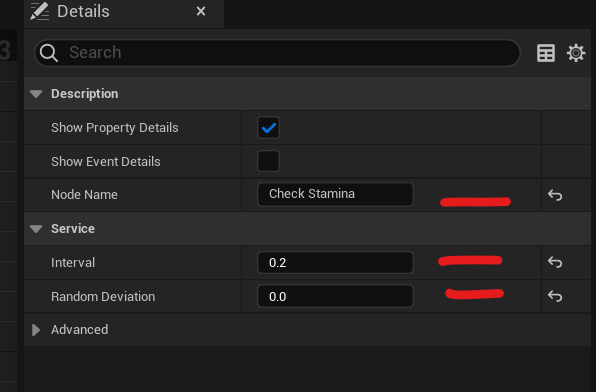 Details
3
Search
Description
Show Property Details
Show Event Details
Node Name Check Stamina
Service
Interval 0.2
Random Deviation 0.0
Advanced